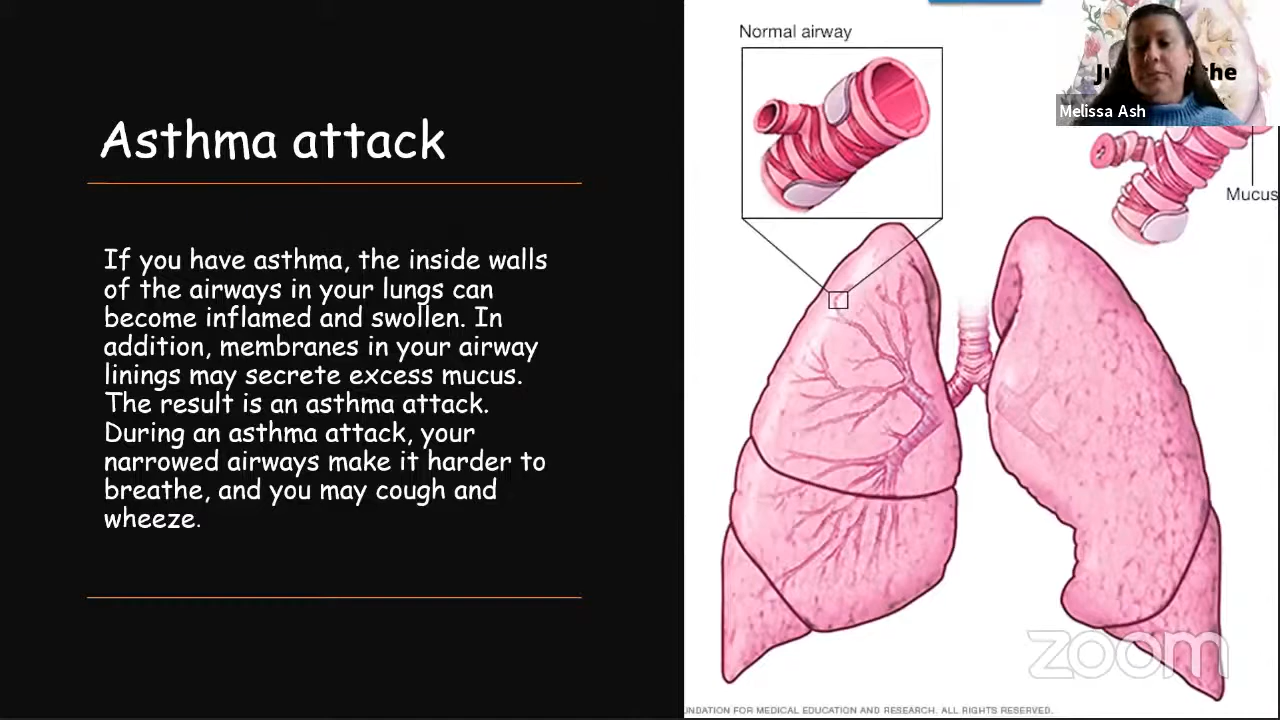 Asthma attack
If you have asthma, the inside walls
of the airways in your lungs can
become inflamed and swollen. In
addition, membranes in your airway
linings may secrete excess mucus.
The result is an asthma attack.
During an asthma attack, your
narrowed airways make it harder to
breathe, and you may cough and
wheeze.
Normal airway
Melissa Ash
Mucus
zoom
FOR MEDICAL EDUCATION AND RESEARCH. ALL RIGHTS RESERVED.